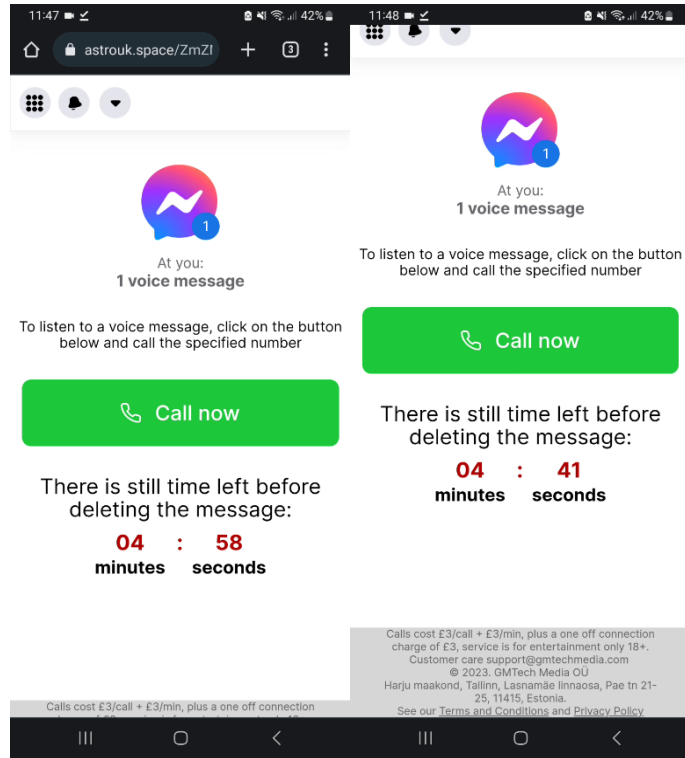 11:47
42%
astrouk.space/ZmZ
3
1
At you:
1 voice message
To listen to a voice message, click on the button
below and call the specified number
Call now
There is still time left before
deleting the message:
04 : 58
minutes seconds
Calls cost £3/call + £3/min, plus a one off connection
11:48
42%
1
At you:
1 voice message
To listen to a voice message, click on the button
below and call the specified number
Call now
There is still time left before
deleting the message:
04 : 41
minutes seconds
Calls cost £3/call + £3/min, plus a one off connection
charge of £3, service is for entertainment only 18+.
Customer care support@gmtechmedia.com
© 2023. GMTech Media OÜ
Harju maakond, Tallinn, Lasnamäe linnaosa, Pae tn 21-
25, 11415, Estonia.
See our Terms and Conditions and Privacy Policy